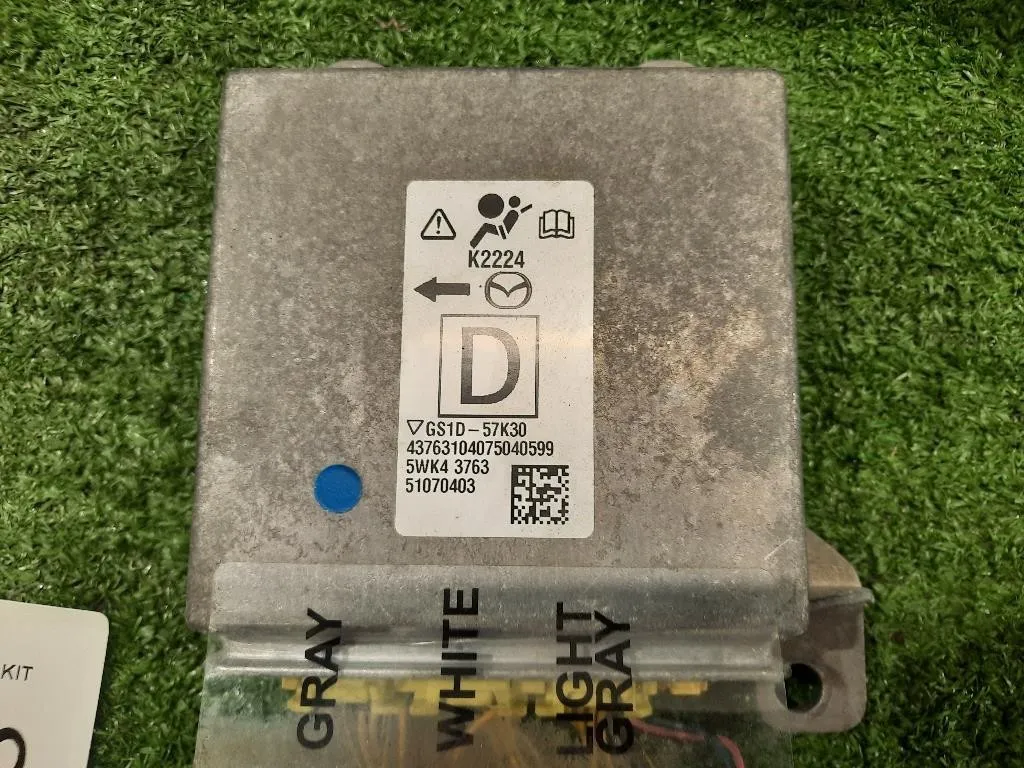 K2224
D
▽GS1D-57K30
43763104075040599
5WK4 3763
51070403
GRAY
WHITE
LIGHT
GRAY
KIT